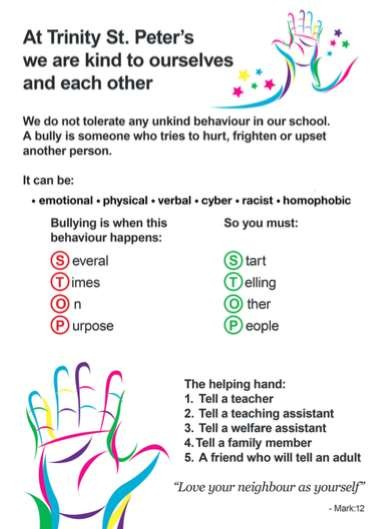 At Trinity St. Peter's
we are kind to ourselves
and each other
We do not tolerate any unkind behaviour in our school.
A bully is someone who tries to hurt, frighten or upset
another person.
It can be:
• emotional • physical • verbal • cyber • racist • homophobic
Bullying is when this
behaviour happens:
Several
Times
On
Purpose
So you must:
Start
Telling
Other
People
The helping hand:
1. Tell a teacher
2. Tell a teaching assistant
3. Tell a welfare assistant
4. Tell a family member
5. A friend who will tell an adult
"Love your neighbour as yourself"
- Mark:12